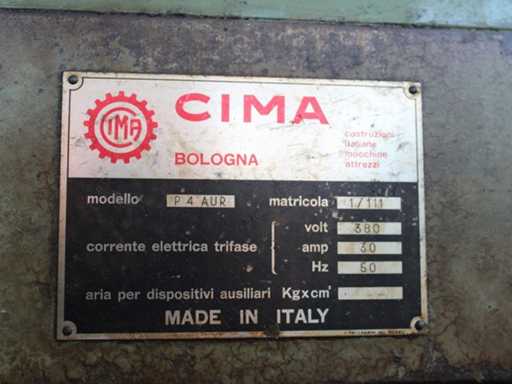 CIMA
CIMA
BOLOGNA
costruzioni
italiane
macchine
attrezzi
modello P 4 AUR matricola 1/111
volt 380
corrente elettrica trifase amp 30
Hz 50
aria per dispositivi ausiliari Kgxcm²
MADE IN ITALY